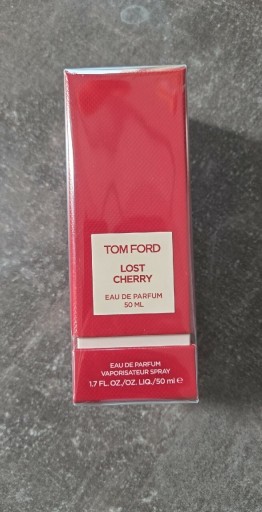 TOM FORD
LOST
CHERRY
EAU DE PARFUM
50 ML
EAU DE PARFUM
VAPORISATEUR SPRAY
1.7 FL. OZ./OZ. LIQ./50 ml ℮